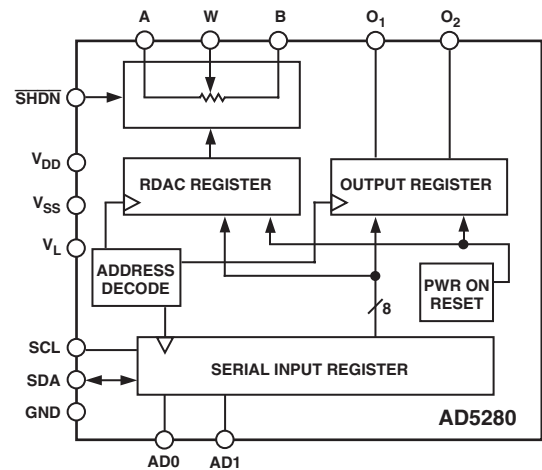 A W B O1 O2
SHDN
VDD
RDAC REGISTER
OUTPUT REGISTER
VSS
VL
ADDRESS
DECODE
PWR ON
RESET
8
SCL
SERIAL INPUT REGISTER
SDA
GND
AD5280
AD0 AD1